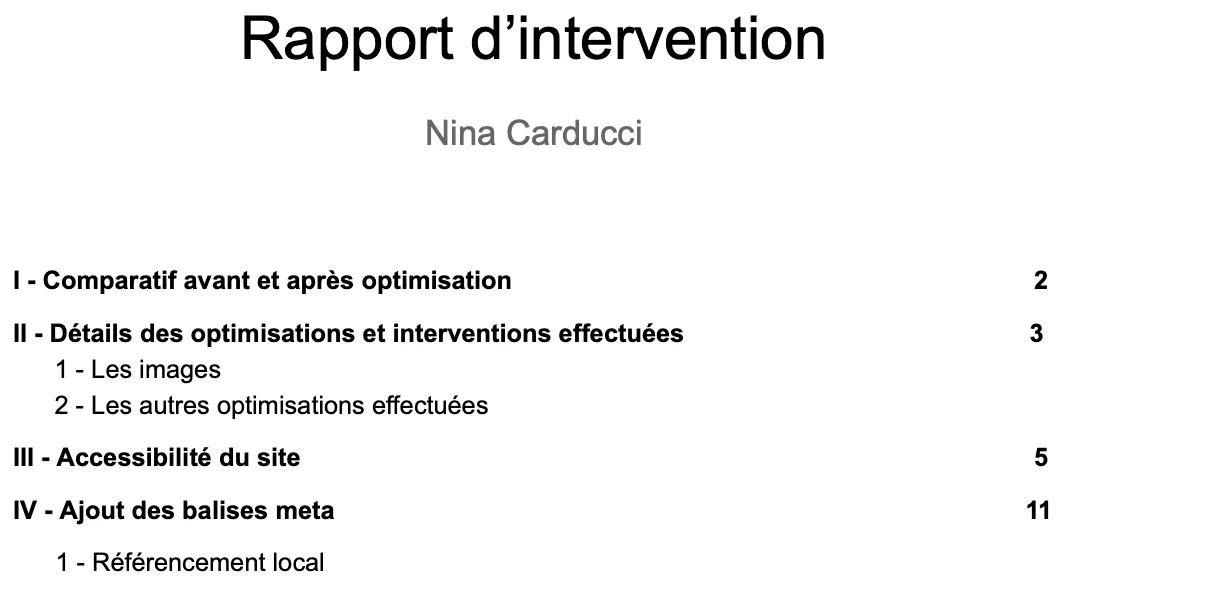 Rapport d’intervention
Nina Carducci
I - Comparatif avant et après optimisation 2
II - Détails des optimisations et interventions effectuées 3
1 - Les images
2 - Les autres optimisations effectuées
III - Accessibilité du site 5
IV - Ajout des balises meta 11
1 - Référencement local